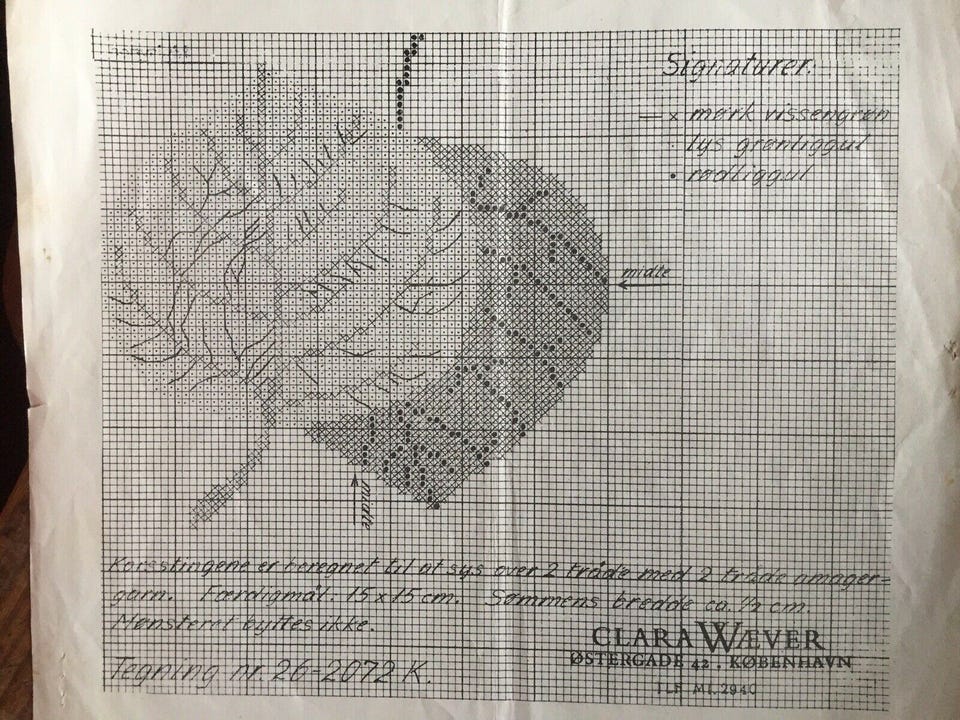 Signaturer.
— x mørk vissengrøn
lys grønliggul
• rødliggul
midte
midte
Korsstingene er beregnet til at sys over 2 tråde med 2 tråde amager-
garn. Færdigmål. 15 x 15 cm. Sømmens bredde ca. ½ cm.
Mønsteret byttes ikke.
CLARA WÆVER
ØSTERGADE 42 . KØBENHAVN
Tegning nr. 26-2072 K.